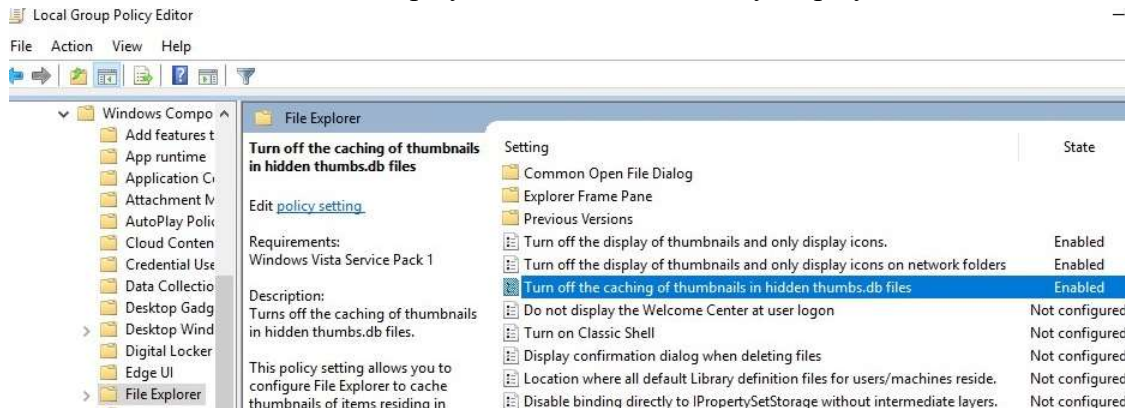 Local Group Policy Editor
File Action View Help
Windows Compo
Add features t
App runtime
Application C
Attachment M
AutoPlay Polic
Cloud Conten
Credential Use
Data Collectio
Desktop Gadg
Desktop Wind
Digital Locker
Edge UI
File Explorer
File Explorer
Turn off the caching of thumbnails
in hidden thumbs.db files
Edit policy setting
Requirements:
Windows Vista Service Pack 1
Description:
Turns off the caching of thumbnails
in hidden thumbs.db files.
This policy setting allows you to
configure File Explorer to cache
thumbnails of items residing in
Setting State
Common Open File Dialog
Explorer Frame Pane
Previous Versions
Turn off the display of thumbnails and only display icons. Enabled
Turn off the display of thumbnails and only display icons on network folders Enabled
Turn off the caching of thumbnails in hidden thumbs.db files Enabled
Do not display the Welcome Center at user logon Not configured
Turn on Classic Shell Not configured
Display confirmation dialog when deleting files Not configured
Location where all default Library definition files for users/machines reside. Not configured
Disable binding directly to IPropertySetStorage without intermediate layers. Not configured